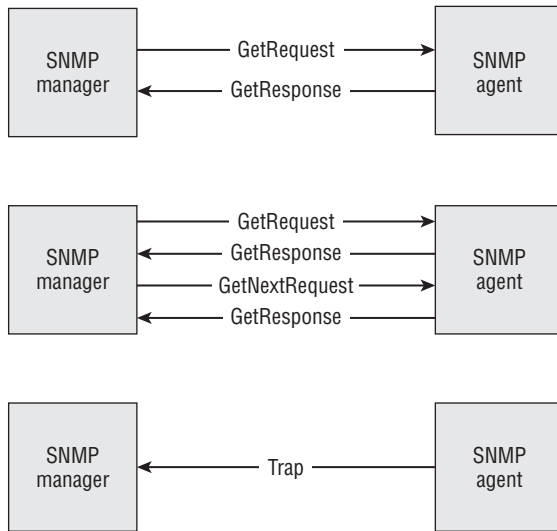 SNMP
manager
GetRequest
GetResponse
SNMP
agent
SNMP
manager
GetRequest
GetResponse
GetNextRequest
GetResponse
SNMP
agent
SNMP
manager
Trap
SNMP
agent